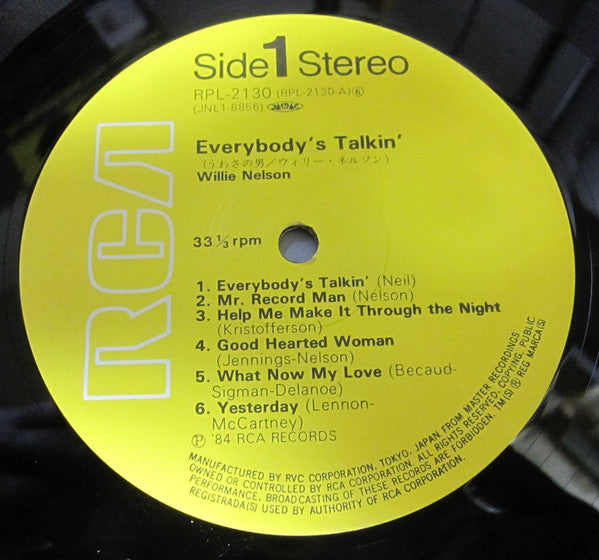 RCA
Side 1 Stereo
RPL-2130 (RPL-2130-A)⑥
(JNL1-8856)
Everybody's Talkin'
(うわさの男/ウィリー・ネルソン)
Willie Nelson
33⅓ rpm
1. Everybody's Talkin' (Neil)
2. Mr. Record Man (Nelson)
3. Help Me Make It Through the Night
(Kristofferson)
4. Good Hearted Woman
(Jennings-Nelson)
5. What Now My Love (Becaud-
Sigman-Delanoe)
6. Yesterday (Lennon-
McCartney)
Ⓟ '84 RCA RECORDS
MANUFACTURED BY RVC CORPORATION, TOKYO, JAPAN FROM MASTER RECORDINGS
OWNED OR CONTROLLED BY RCA CORPORATION. ALL RIGHTS RESERVED. COPYING, PUBLIC
PERFORMANCE, BROADCASTING OF THESE RECORDS ARE FORBIDDEN. TM(S) ® REG MARCA(S)
REGISTRADA(S) USED BY AUTHORITY OF RCA CORPORATION.